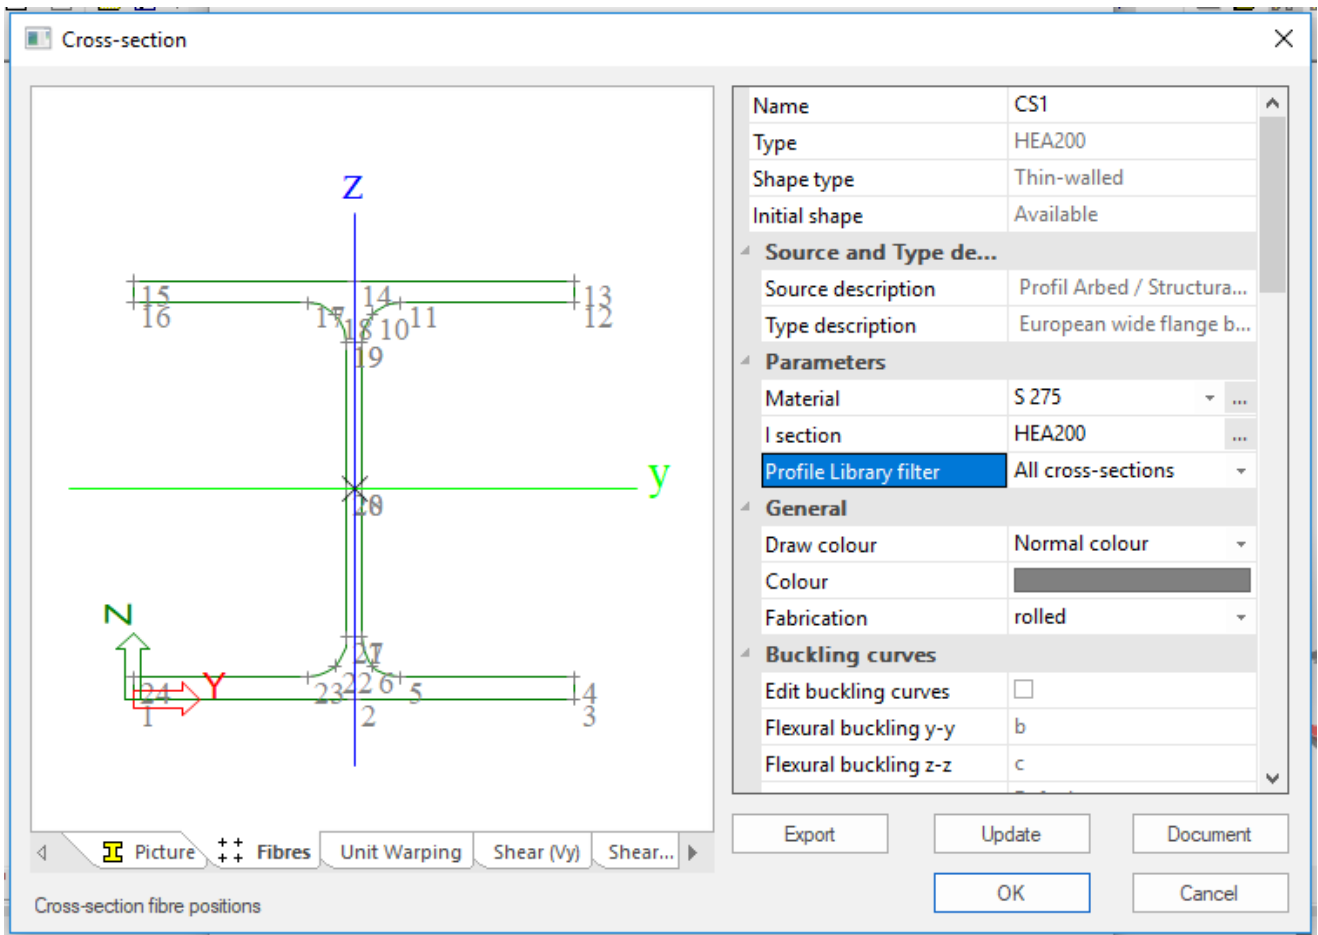 Cross-section
z
15
16
17
18
19
14
10
11
13
12
y
20
Z
Y
24
1
23
22
21
7
6
5
2
4
3
Picture
Fibres
Unit Warping
Shear (Vy)
Shear...
Cross-section fibre positions
Name CS1
Type HEA200
Shape type Thin-walled
Initial shape Available
Source and Type de...
Source description Profil Arbed / Structura...
Type description European wide flange b...
Parameters
Material S 275 ...
I section HEA200 ...
Profile Library filter All cross-sections
General
Draw colour Normal colour
Colour
Fabrication rolled
Buckling curves
Edit buckling curves
Flexural buckling y-y b
Flexural buckling z-z c
Export Update Document
OK Cancel